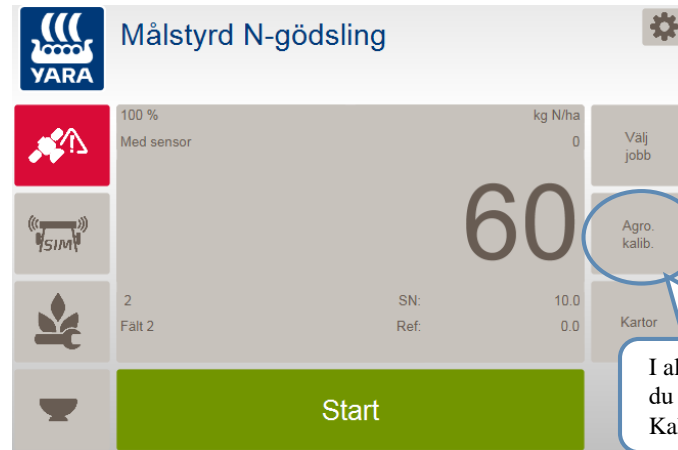 YARA
Målstyrd N-gödsling
100 %
kg N/ha
Med sensor
0
Välj
jobb
60
SIM
Agro.
kalib.
2
SN:
10.0
Fält 2
Ref:
0.0
Kartor
Start
I
du